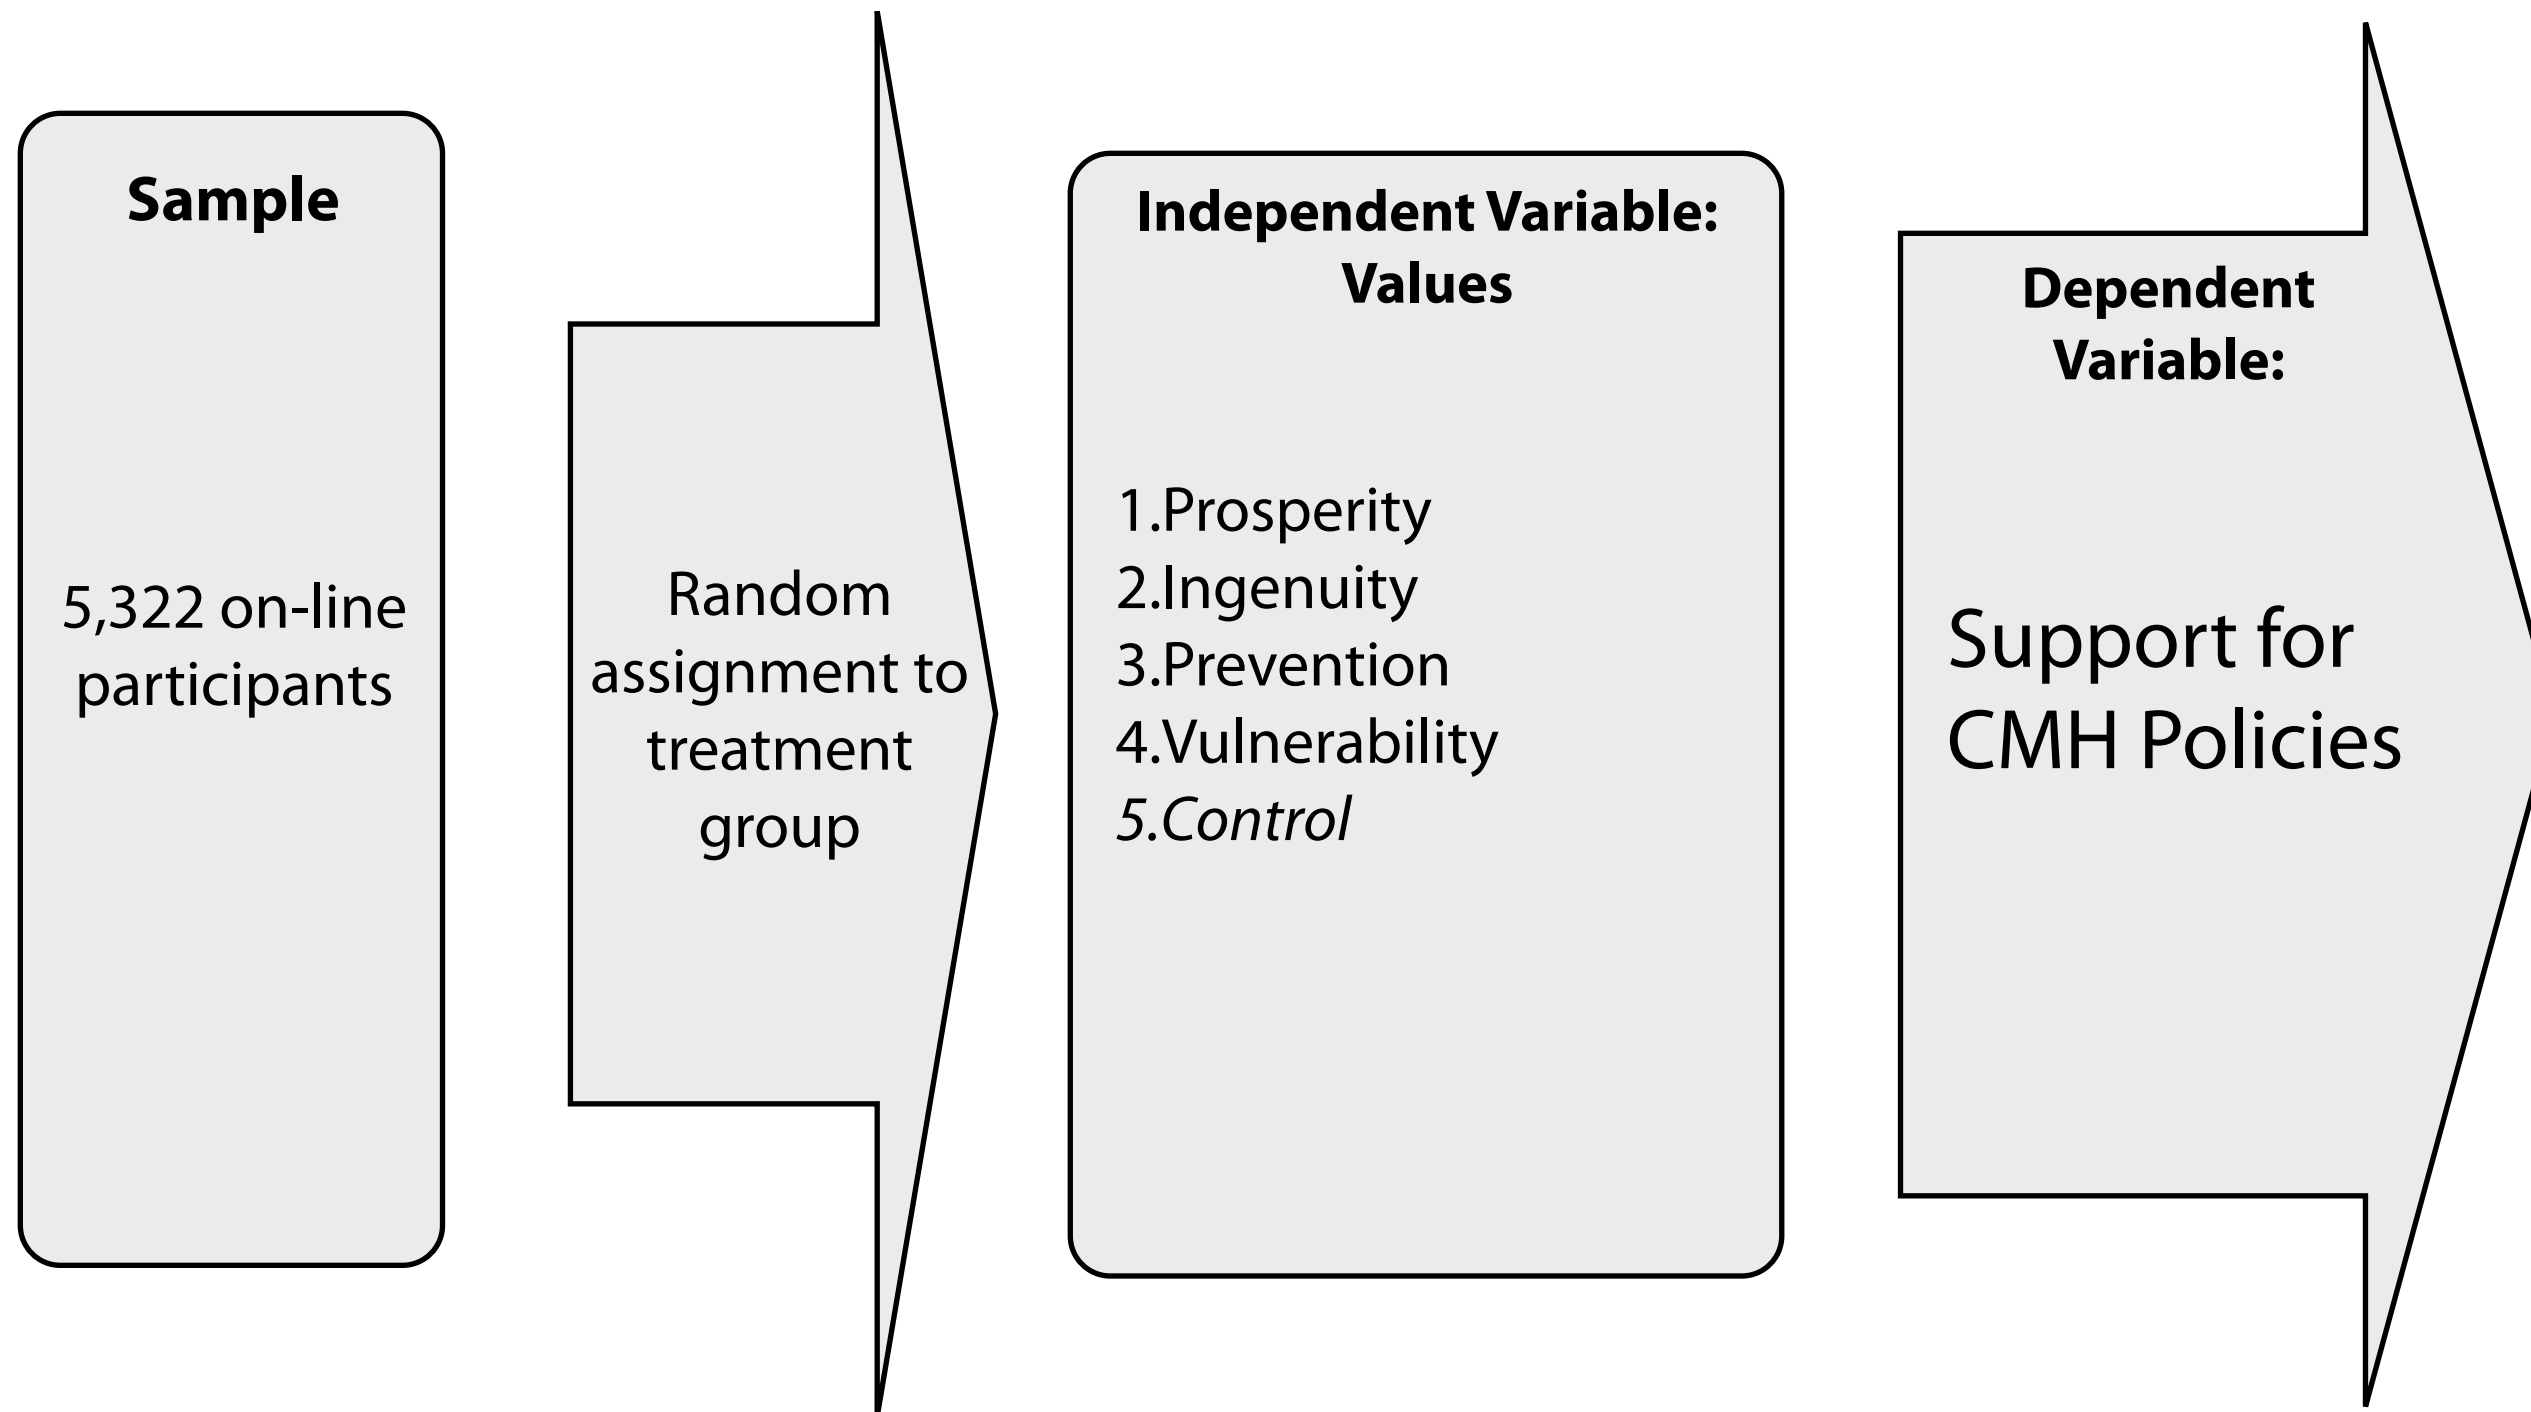 Sample
5,322 on-line
participants
Random
assignment to
treatment
group
Independent Variable:
Values
1.Prosperity
2.Ingenuity
3.Prevention
4.Vulnerability
5.Control
Dependent
Variable:
Support for
CMH Policies